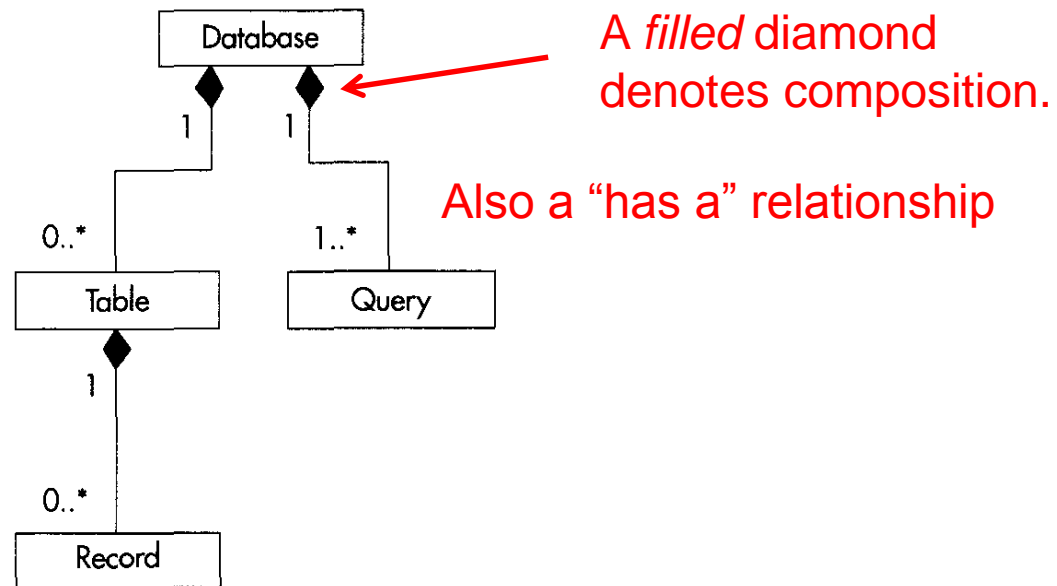 Database
A filled diamond
denotes composition.
1 1
Also a “has a” relationship
0..* 1..*
Table Query
1
0..*
Record